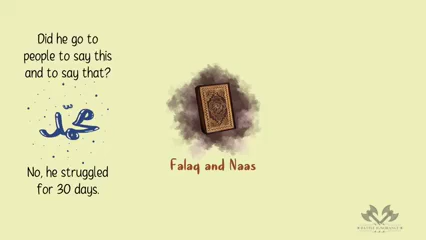 Did he go to
people to say this
and to say that?
محمد
No, he struggled
for 30 days.
Falaq and Naas